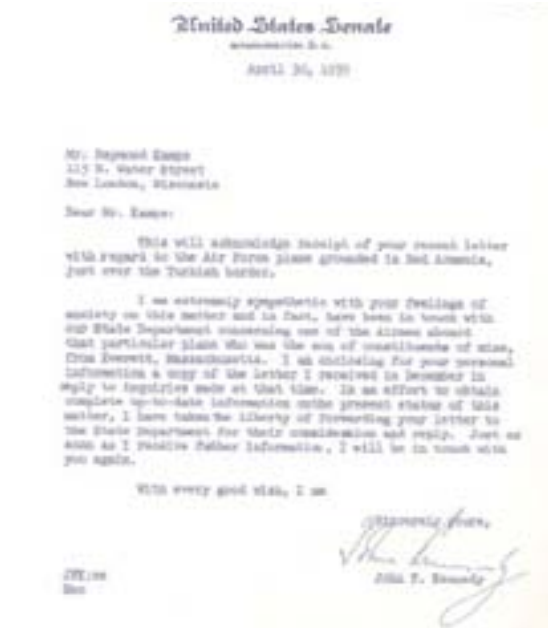 United States Senate
WASHINGTON D.C.
April 30, 1959
Mr. Raymond Kamps
115 N. Water Street
New London, Wisconsin
Dear Mr. Kamps:
This will acknowledge receipt of your recent letter
with regard to the Air Force plane grounded in Red Armenia,
just over the Turkish border.
I am extremely sympathetic with your feelings of
anxiety on this matter and in fact, have been in touch with
our State Department concerning one of the Airmen aboard
that particular plane who was the son of constituents of mine,
from Everett, Massachusetts. I am enclosing for your personal
information a copy of the letter I received in December in
reply to inquiries made at that time. In an effort to obtain
complete up-to-date information onthe present status of this
matter, I have taken the liberty of forwarding your letter to
the State Department for their consideration and reply. Just as
soon as I receive futher information, I will be in touch with
you again.
With every good wish, I am
Sincerely yours,
John F. Kennedy